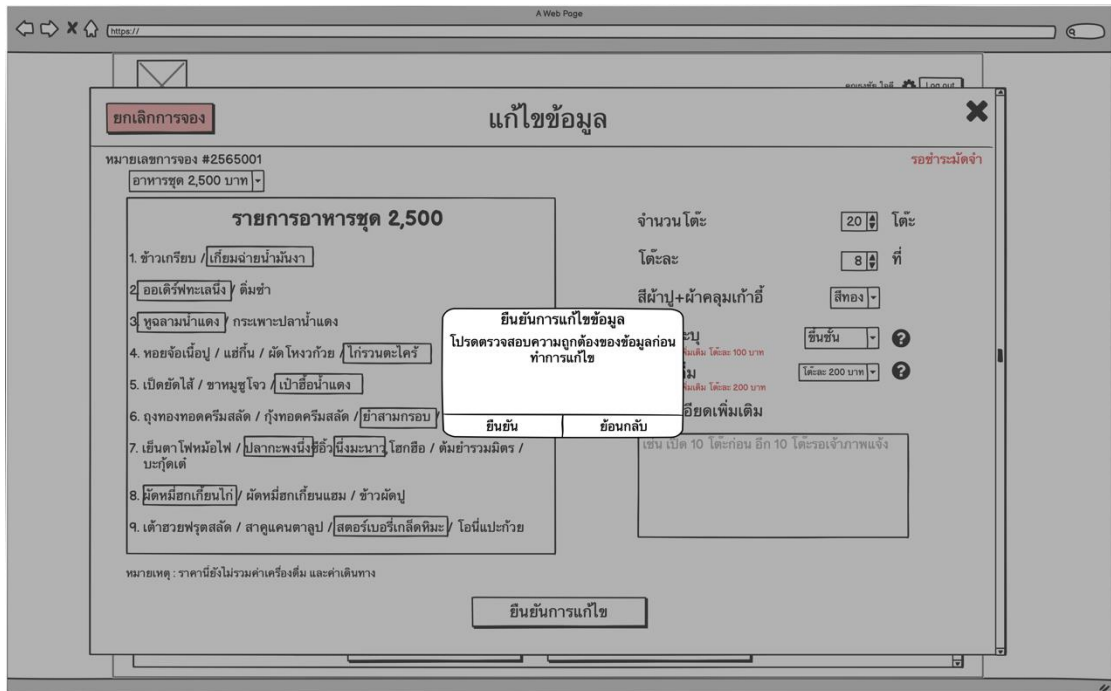 A Web Page
https://
Log out
ยกเลิกการจอง
แก้ไขข้อมูล
หมายเลขการจอง #2565001
รอชำระมัดจำ
อาหารชุด 2,500 บาท
รายการอาหารชุด 2,500
1. ข้าวเกรียบ / เกี๊ยมฉ่ายน้ำมันงา
2. ออเดิร์ฟทะเลนึ่ง / ติ่มซำ
3. หูฉลามน้ำแดง / กระเพาะปลาน้ำแดง
4. หอยจ้อเนื้อปู / แฮ่กึ้น / ผัดโหงวก้วย / ไก่รวนตะไคร้
5. เป็ดยัดไส้ / ขาหมูซูโจว / เป๋าฮื้อน้ำแดง
6. ถุงทองทอดครีมสลัด / กุ้งทอดครีมสลัด / ยำสามกรอบ /
7. เย็นตาโฟหม้อไฟ / ปลากะพงนึ่งซีอิ้วนึ่งมะนาว,โฮกฮือ / ต้มยำรวมมิตร /
บะกุ้ดเต๋
8. ผัดหมี่ฮกเกี้ยนไก่ / ผัดหมี่ฮกเกี้ยนแฮม / ข้าวผัดปู
9. เต้าฮวยฟรุตสลัด / สาคูแคนตาลูป / สตอร์เบอรี่เกล็ดหิมะ / โอนี่แปะก้วย
หมายเหตุ : ราคานี่ยังไม่รวมค่าเครื่องดื่ม และค่าเดินทาง
จำนวนโต๊ะ 20 โต๊ะ
โต๊ะละ 8 ที่
สีผ้าปู+ผ้าคลุมเก้าอี้ สีทอง
ขึ้นชั้น ?
เพิ่มเติม โต๊ะละ 100 บาท
โต๊ะละ 200 บาท ?
เพิ่มเติม โต๊ะละ 200 บาท
เอียดเพิ่มเติม
เช่น เปิด 10 โต๊ะก่อน อีก 10 โต๊ะรอเจ้าภาพแจ้ง
ยืนยันการแก้ไขข้อมูล
โปรดตรวจสอบความถูกต้องของข้อมูลก่อน
ทำการแก้ไข
ยืนยัน
ย้อนกลับ
ยืนยันการแก้ไข